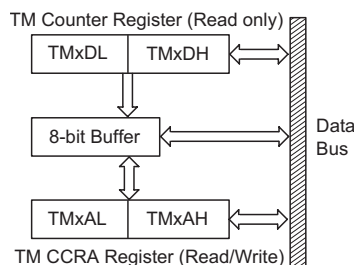 TM Counter Register (Read only)
TMxDL TMxDH
8-bit Buffer
Data
Bus
TMxAL TMxAH
TM CCRA Register (Read/Write)